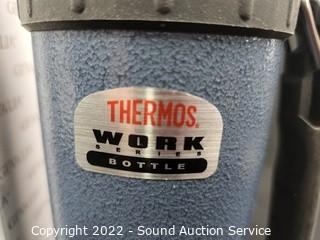 THERMOS®
WORK
SERIES
BOTTLE
Copyright 2022 - Sound Auction Service